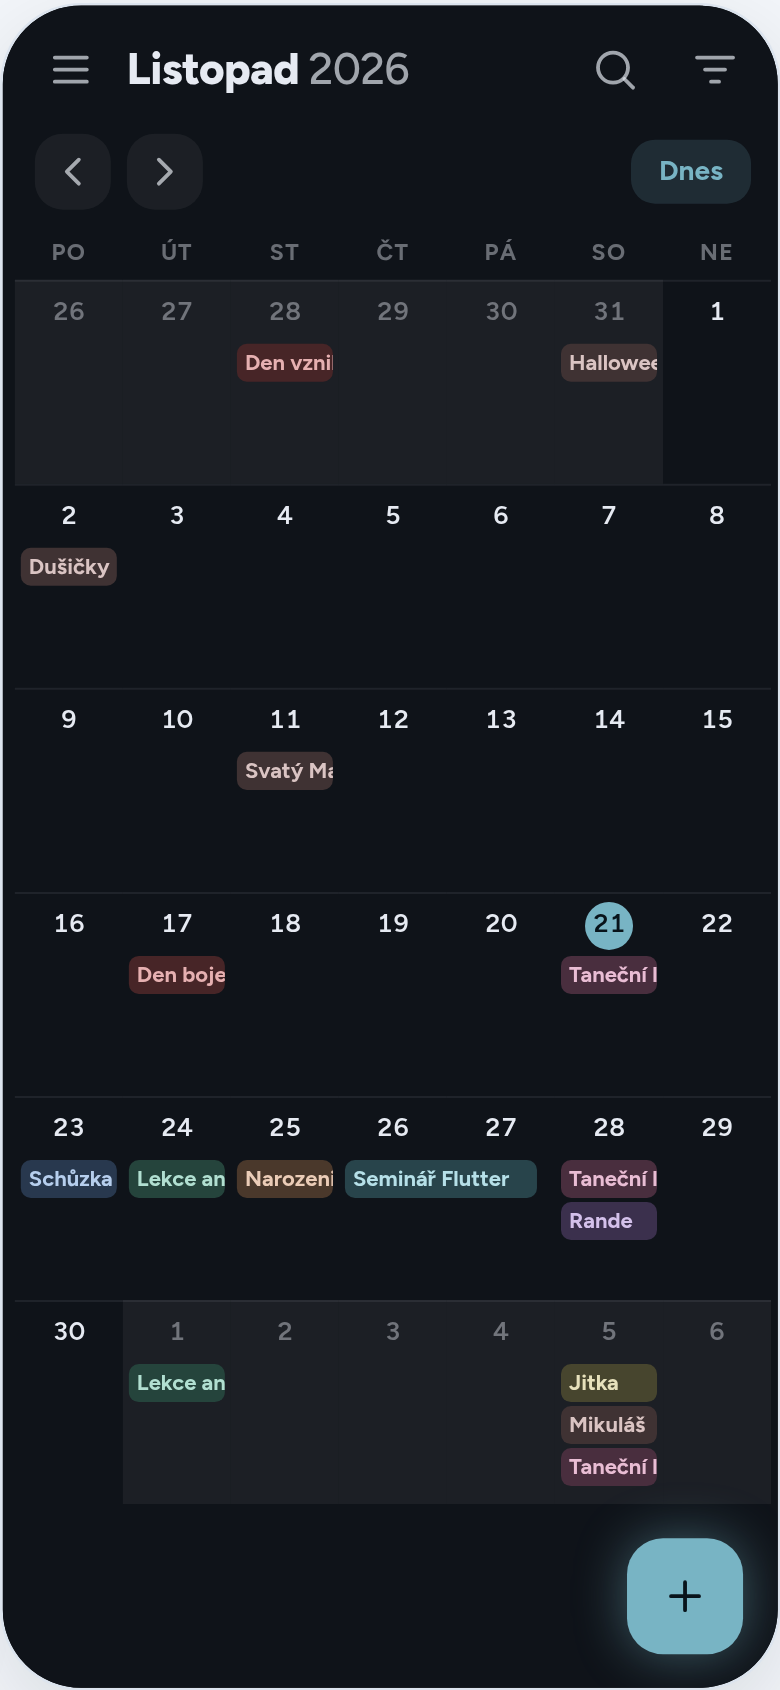 Listopad 2026
Dnes
PO ÚT ST ČT PÁ SO NE
26 27 28 29 30 31 1
Den vzni Hallowee
2 3 4 5 6 7 8
Dušičky
9 10 11 12 13 14 15
Svatý Ma
16 17 18 19 20 21 22
Den boje Taneční l
23 24 25 26 27 28 29
Schůzka Lekce an Narozeni Seminář Flutter Taneční l
Rande
30 1 2 3 4 5 6
Lekce an Jitka
Mikuláš
Taneční l